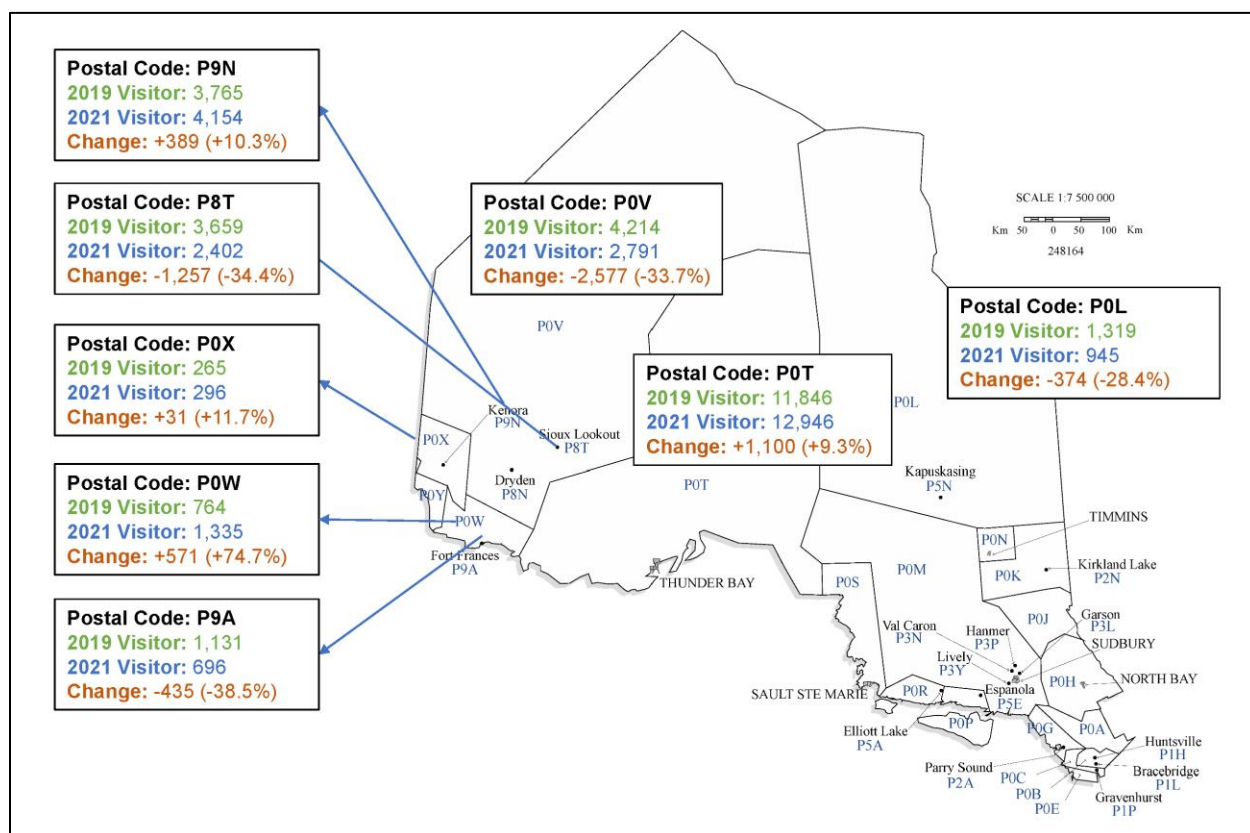 Postal Code: P9N
2019 Visitor: 3,765
2021 Visitor: 4,154
Change: +389 (+10.3%)
Postal Code: P8T
2019 Visitor: 3,659
2021 Visitor: 2,402
Change: -1,257 (-34.4%)
Postal Code: P0X
2019 Visitor: 265
2021 Visitor: 296
Change: +31 (+11.7%)
Postal Code: P0W
2019 Visitor: 764
2021 Visitor: 1,335
Change: +571 (+74.7%)
Postal Code: P9A
2019 Visitor: 1,131
2021 Visitor: 696
Change: -435 (-38.5%)
Postal Code: P0V
2019 Visitor: 4,214
2021 Visitor: 2,791
Change: -2,577 (-33.7%)
Postal Code: P0T
2019 Visitor: 11,846
2021 Visitor: 12,946
Change: +1,100 (+9.3%)
Postal Code: P0L
2019 Visitor: 1,319
2021 Visitor: 945
Change: -374 (-28.4%)
SCALE 1:7 500 000
Km 50 0 100 Km
248164
P0V
Kenora
P9N
P0X
Sioux Lookout
P8T
Dryden
P8N
P0Y
P0W
Fort Frances
P9A
P0T
THUNDER BAY
P0L
Kapuskasing
P5N
TIMMINS
P0N
Kirkland Lake
P2N
P0K
P0M
P0S
P0J
Garson
P3L
Val Caron
P3N
Hanmer
P3P
SUDBURY
Lively
P3Y
P0H
NORTH BAY
SAULT STE MARIE
P0R
Espanola
P5E
Elliott Lake
P5A
P0P
P0G
P0A
Huntsville
P1H
Parry Sound
P2A
P0C
P0B
P0E
Bracebridge
P1L
Gravenhurst
P1P